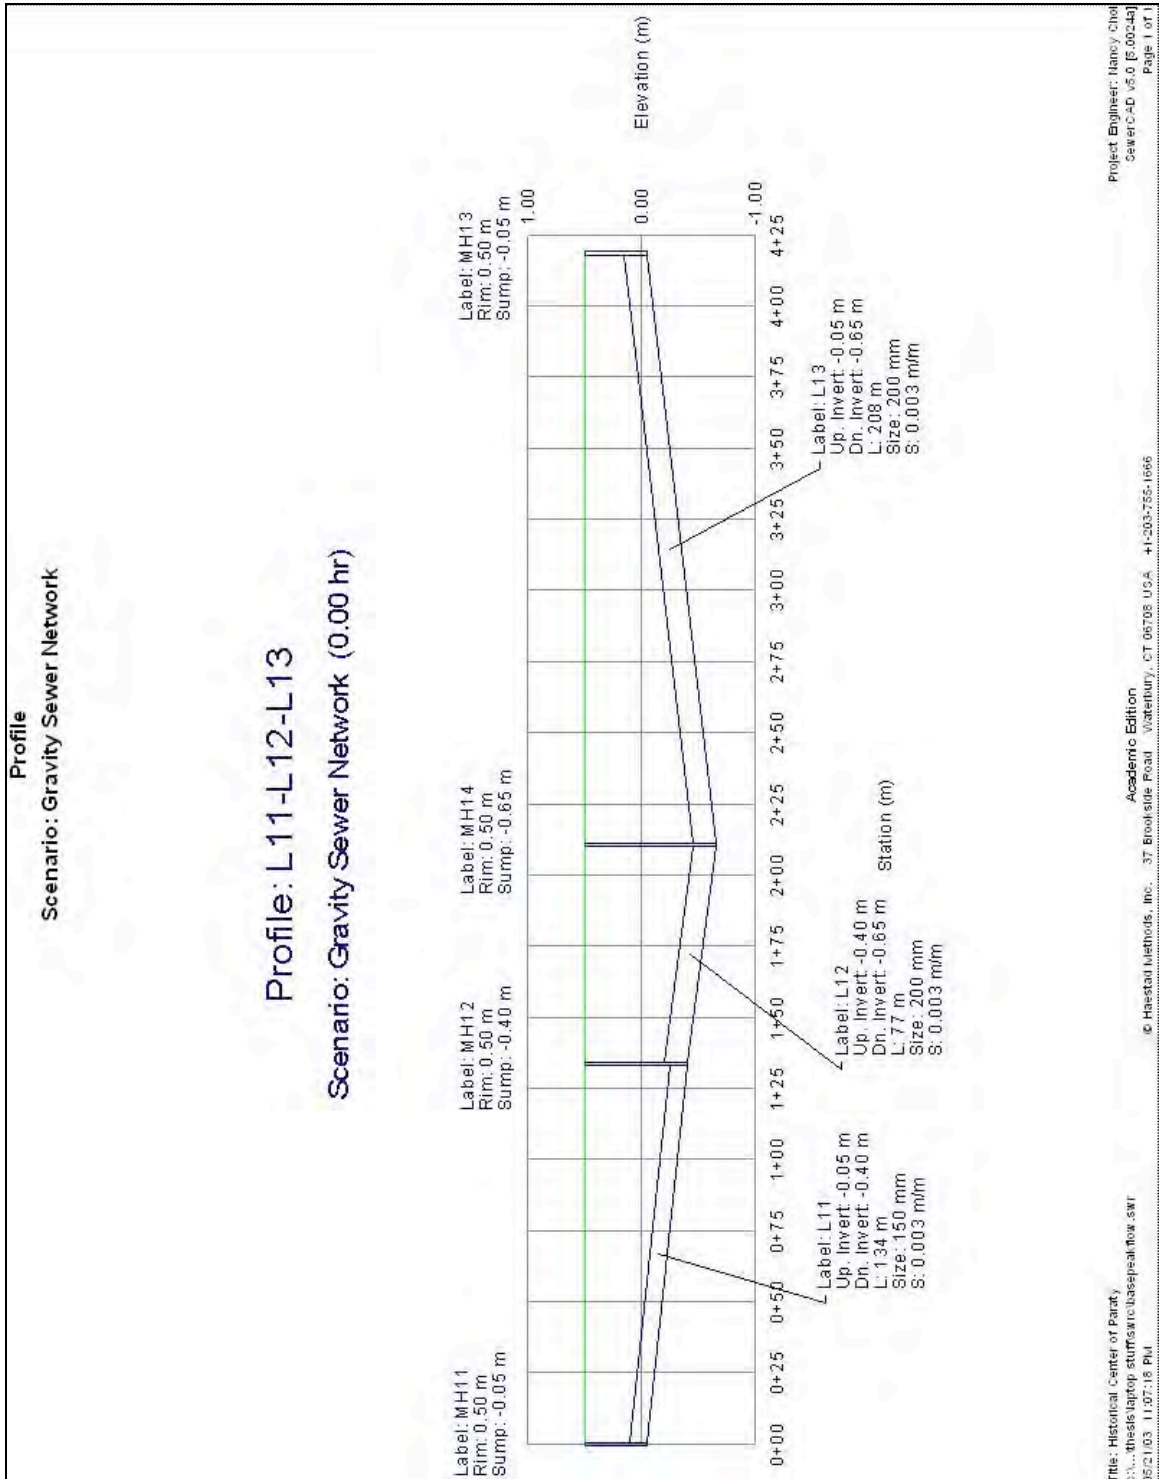 Profile
Scenario: Gravity Sewer Network
Profile: L11-L12-L13
Scenario: Gravity Sewer Network (0.00 hr)
Label: MH11
Rim: 0.50 m
Sump: -0.05 m
Label: MH12
Rim: 0.50 m
Sump: -0.40 m
Label: MH14
Rim: 0.50 m
Sump: -0.65 m
Label: MH13
Rim: 0.50 m
Sump: -0.05 m
1.00
0.00
-1.00
Elevation (m)
0+00
0+25
0+50
0+75
1+00
1+25
1+50
1+75
2+00
2+25
2+50
2+75
3+00
3+25
3+50
3+75
4+00
4+25
Label: L11
Up. Invert: -0.05 m
Dn. Invert: -0.40 m
L: 134 m
Size: 150 mm
S: 0.003 m/m
Label: L12
Up. Invert: -0.40 m
Dn. Invert: -0.65 m
L: 77 m
Size: 200 mm
S: 0.003 m/m
Station (m)
Label: L13
Up. Invert: -0.05 m
Dn. Invert: -0.65 m
L: 208 m
Size: 200 mm
S: 0.003 m/m
Title: Historical Center of Paraty
c:\...\thesis\laptop stuff\swrc\basepeakflow.swr
05/21/03 11:07:18 PM
Academic Edition
© Haestad Methods, Inc. 37 Brookside Road Waterbury, CT 06708 USA +1-203-755-1666
Project Engineer: Nancy Choi
SewerCAD v5.0 [5.0024a]
Page 1 of 1